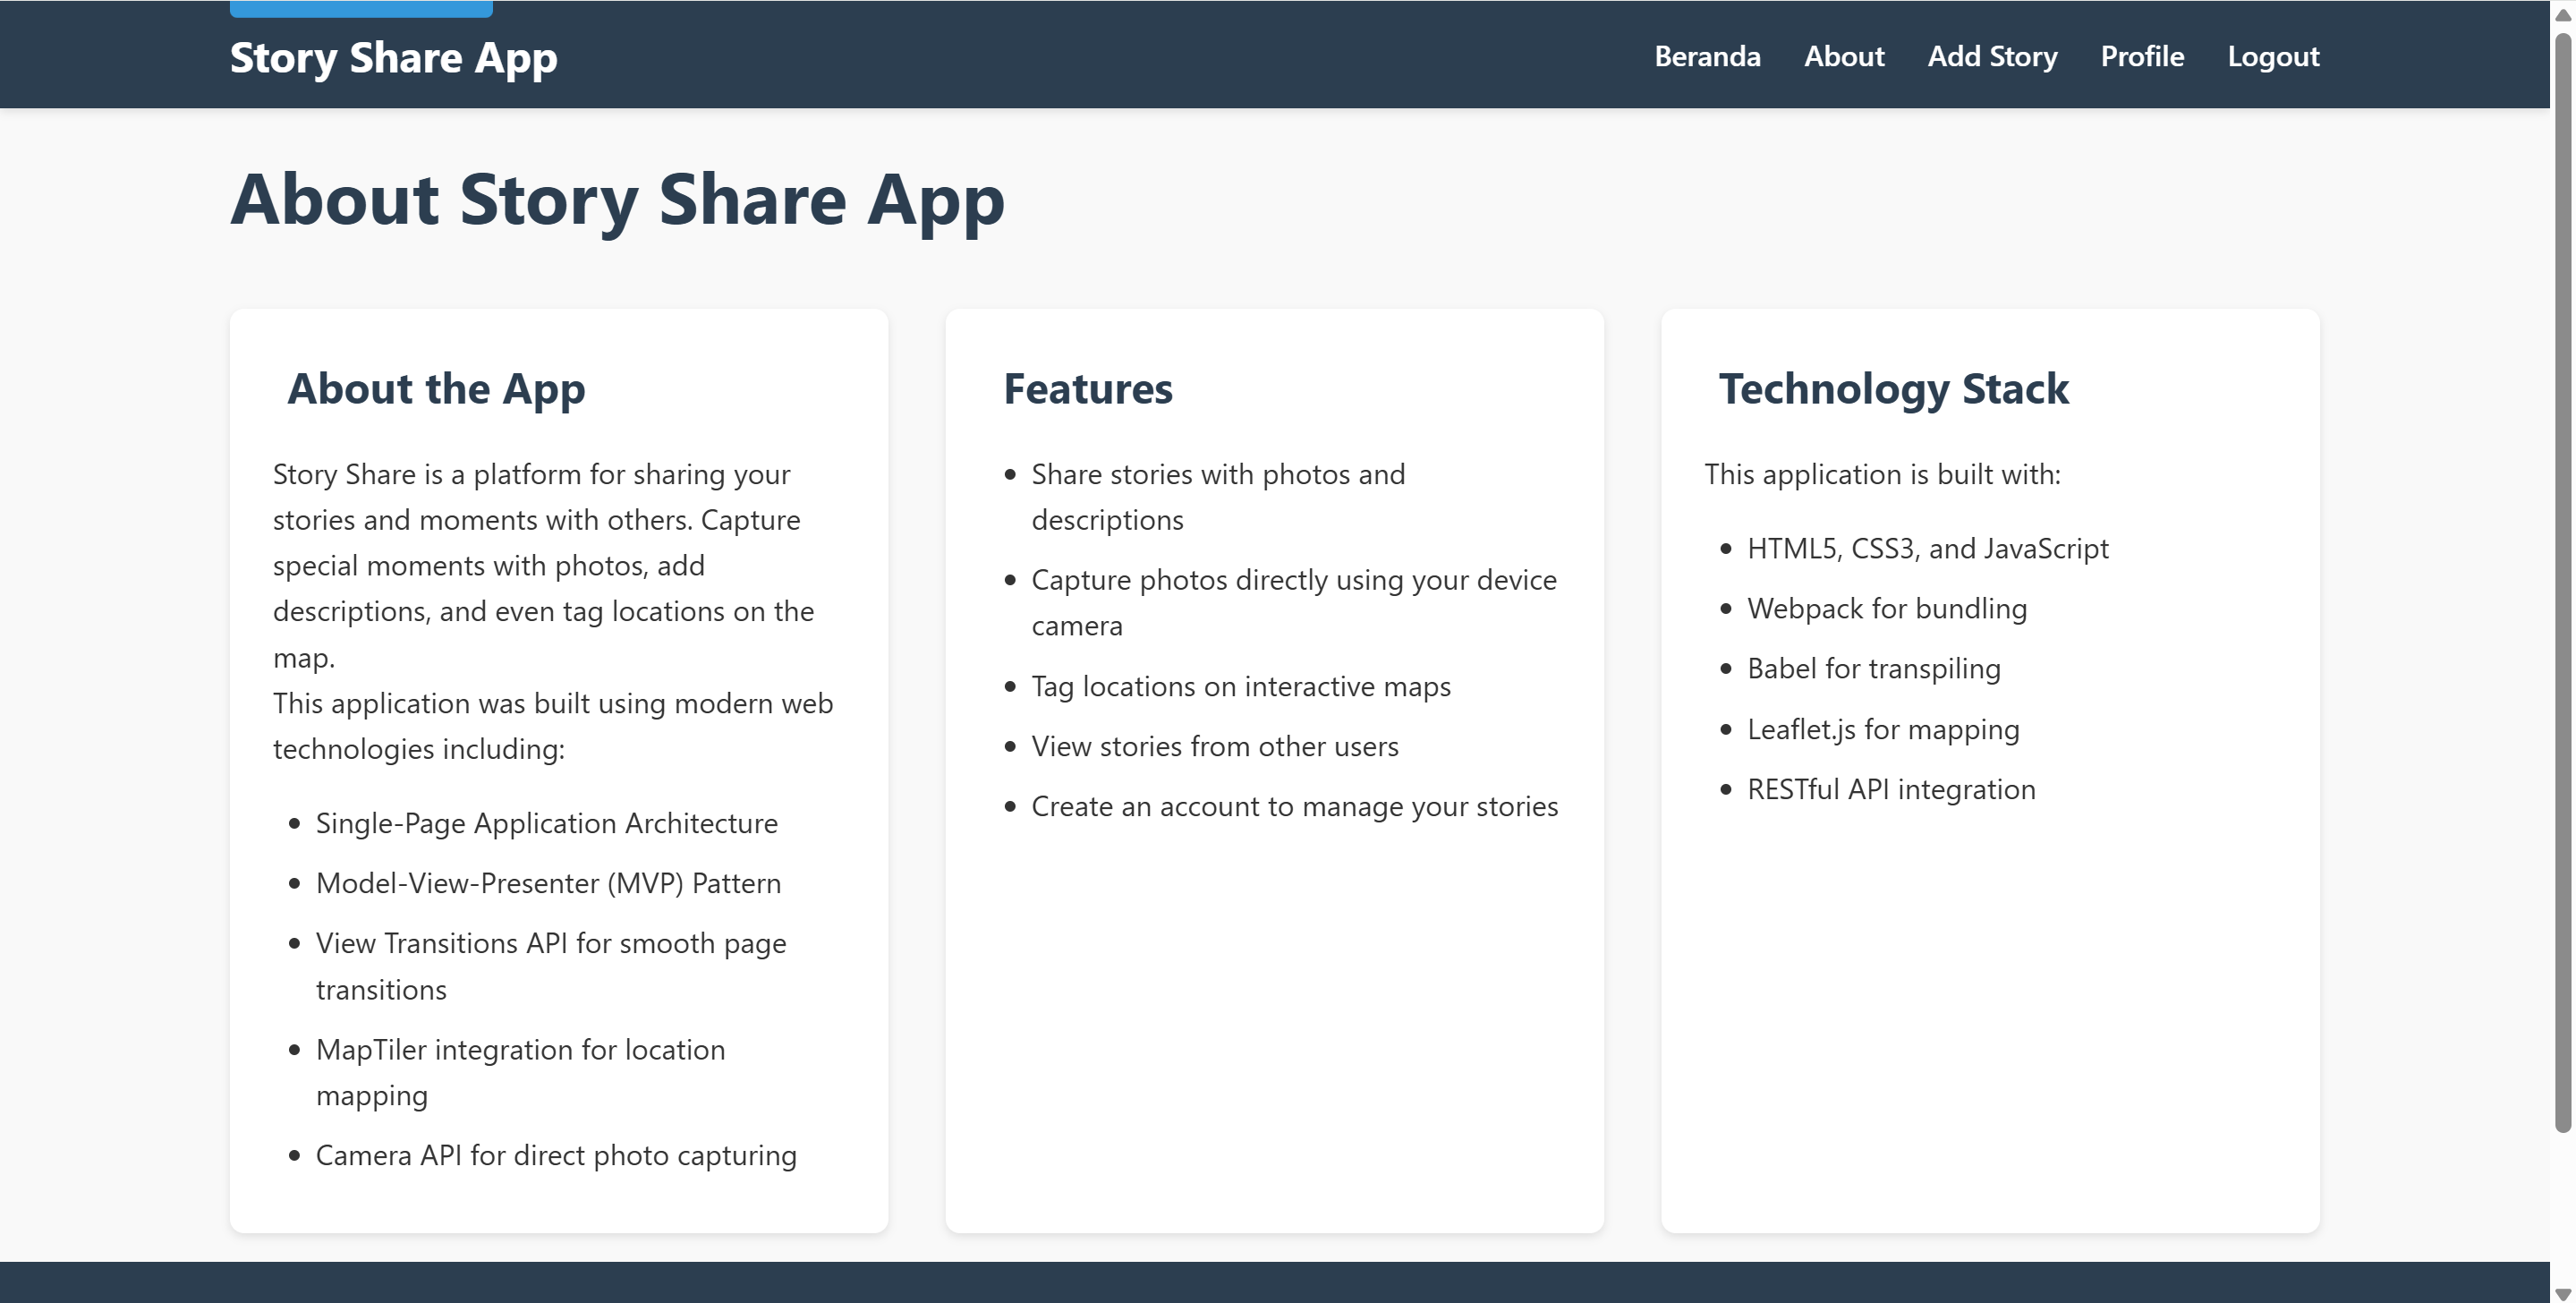 Story Share App
Beranda
About
Add Story
Profile
Logout
About Story Share App
About the App
Story Share is a platform for sharing your
stories and moments with others. Capture
special moments with photos, add
descriptions, and even tag locations on the
map.
This application was built using modern web
technologies including:
Single-Page Application Architecture
Model-View-Presenter (MVP) Pattern
View Transitions API for smooth page
transitions
MapTiler integration for location
mapping
Camera API for direct photo capturing
Features
Share stories with photos and
descriptions
Capture photos directly using your device
camera
Tag locations on interactive maps
View stories from other users
Create an account to manage your stories
Technology Stack
This application is built with:
HTML5, CSS3, and JavaScript
Webpack for bundling
Babel for transpiling
Leaflet.js for mapping
RESTful API integration